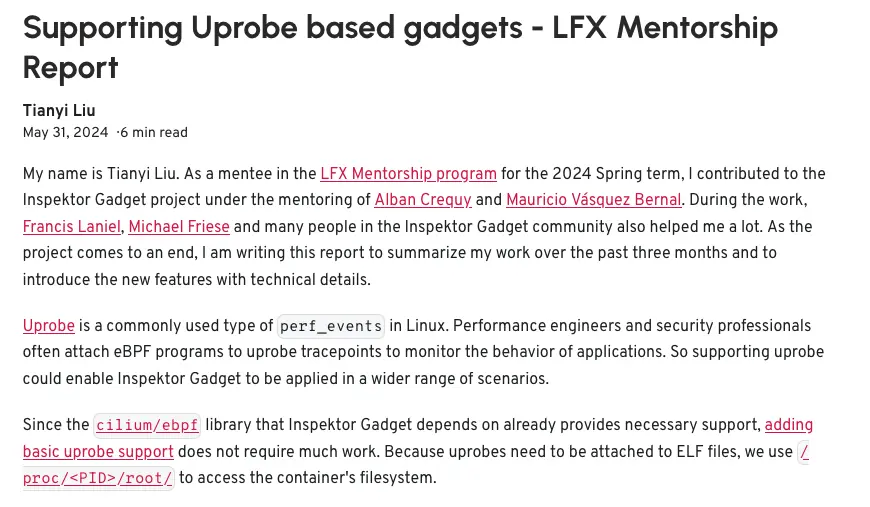 Supporting Uprobe based gadgets - LFX Mentorship
Report
Tianyi Liu
May 31, 2024 ·6 min read
My name is Tianyi Liu. As a mentee in the LFX Mentorship program for the 2024 Spring term, I contributed to the
Inspektor Gadget project under the mentoring of Alban Crequy and Mauricio Vásquez Bernal. During the work,
Francis Laniel, Michael Friese and many people in the Inspektor Gadget community also helped me a lot. As the
project comes to an end, I am writing this report to summarize my work over the past three months and to
introduce the new features with technical details.
Uprobe is a commonly used type of perf_events in Linux. Performance engineers and security professionals
often attach eBPF programs to uprobe tracepoints to monitor the behavior of applications. So supporting uprobe
could enable Inspektor Gadget to be applied in a wider range of scenarios.
Since the cilium/ebpf library that Inspektor Gadget depends on already provides necessary support, adding
basic uprobe support does not require much work. Because uprobes need to be attached to ELF files, we use /
proc/<PID>/root/ to access the container's filesystem.